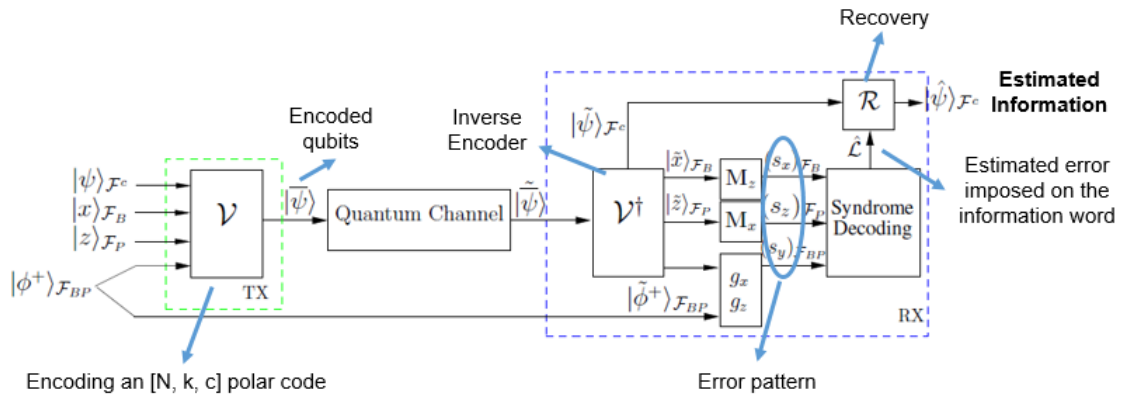 Recovery
Estimated
Information
Encoded
qubits
Inverse
Encoder
|ψ⟩_{𝓕^c}
|x⟩_{𝓕_B}
|z⟩_{𝓕_P}
|ϕ⁺⟩_{𝓕_{BP}}
𝒱
TX
|ψ̅⟩
Quantum Channel
|ψ̅̃⟩
𝒱†
|ψ̃⟩_{𝓕^c}
|x̃⟩_{𝓕_B}
|z̃⟩_{𝓕_P}
|ϕ̃⁺⟩_{𝓕_{BP}}
M_z
M_x
g_x
g_z
(s_x)_{𝓕_B}
(s_z)_{𝓕_P}
(s_y)_{𝓕_{BP}}
Syndrome
Decoding
ℛ
ℒ̂
|ψ̂⟩_{𝓕^c}
RX
Estimated error
imposed on the
information word
Encoding an [N, k, c] polar code
Error pattern